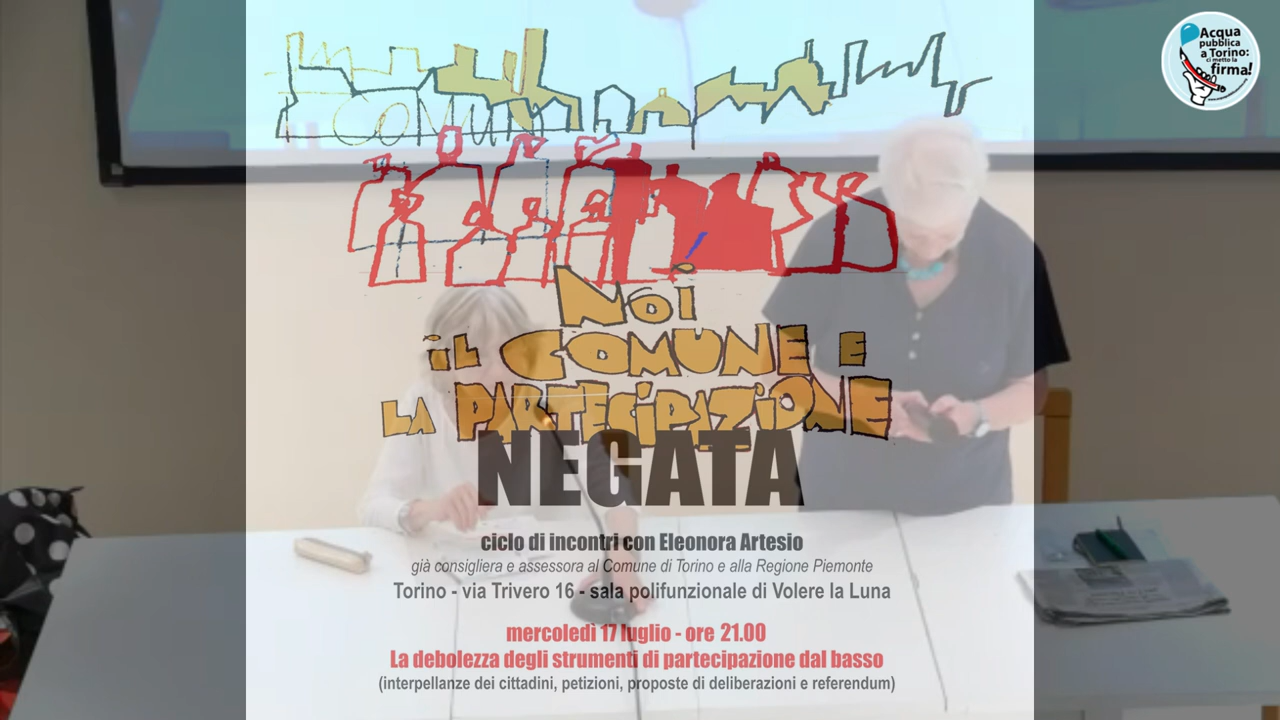 Acqua
pubblica
a Torino:
ci metto la
firma!
COMUN
Noi
iL COMUNE E
LA PARTECiPAZiONE
NEGATA
ciclo di incontri con Eleonora Artesio
già consigliera e assessora al Comune di Torino e alla Regione Piemonte
Torino - via Trivero 16 - sala polifunzionale di Volere la Luna
mercoledì 17 luglio - ore 21.00
La debolezza degli strumenti di partecipazione dal basso
(interpellanze dei cittadini, petizioni, proposte di deliberazioni e referendum)